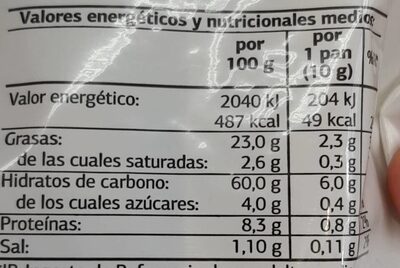 Valores energéticos y nutricionales medios
por 100 g por 1 pan (10 g)
Valor energético: 2040 kJ 204 kJ
487 kcal 49 kcal
Grasas: 23,0 g 2,3 g
de las cuales saturadas: 2,6 g 0,3 g
Hidratos de carbono: 60,0 g 6,0 g
de los cuales azúcares: 4,0 g 0,4 g
Proteínas: 8,3 g 0,8 g
Sal: 1,10 g 0,11 g